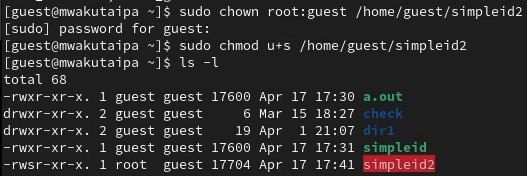 [guest@mwakutaipa ~]$ sudo chown root:guest /home/guest/simpleid2
[sudo] password for guest:
[guest@mwakutaipa ~]$ sudo chmod u+s /home/guest/simpleid2
[guest@mwakutaipa ~]$ ls -l
total 68
-rwxr-xr-x. 1 guest guest 17600 Apr 17 17:30 a.out
drwxr-xr-x. 2 guest guest     6 Mar 15 18:27 check
drwxr-xr-x. 2 guest guest    19 Apr  1 21:07 dir1
-rwxr-xr-x. 1 guest guest 17600 Apr 17 17:31 simpleid
-rwsr-xr-x. 1 root  guest 17704 Apr 17 17:41 simpleid2